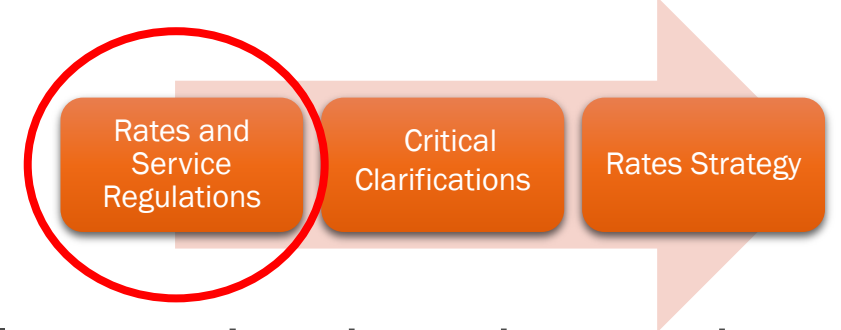 Rates and
Service
Regulations
Critical
Clarifications
Rates Strategy